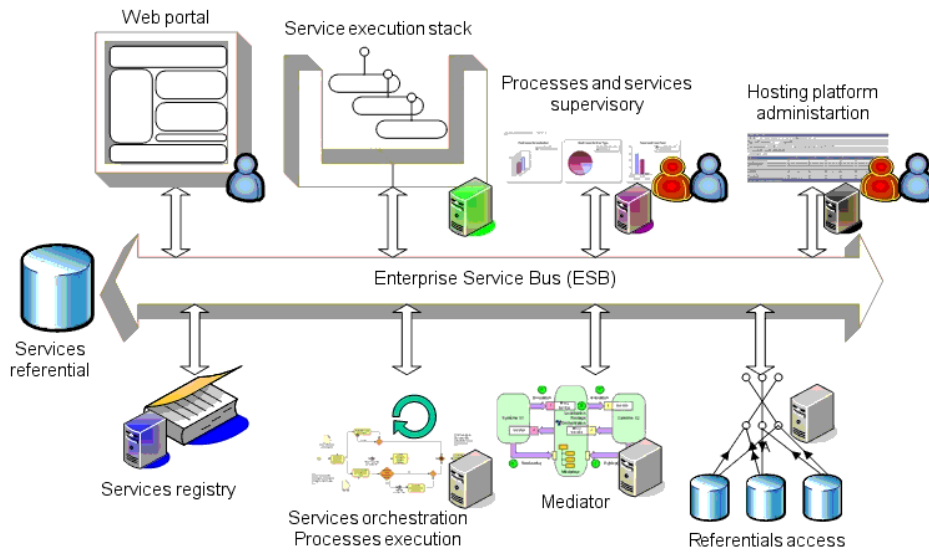 Web portal
Service execution stack
Processes and services
supervisory
Hosting platform
administartion
Enterprise Service Bus (ESB)
Services
referential
Services registry
Services orchestration
Processes execution
Mediator
Referentials access